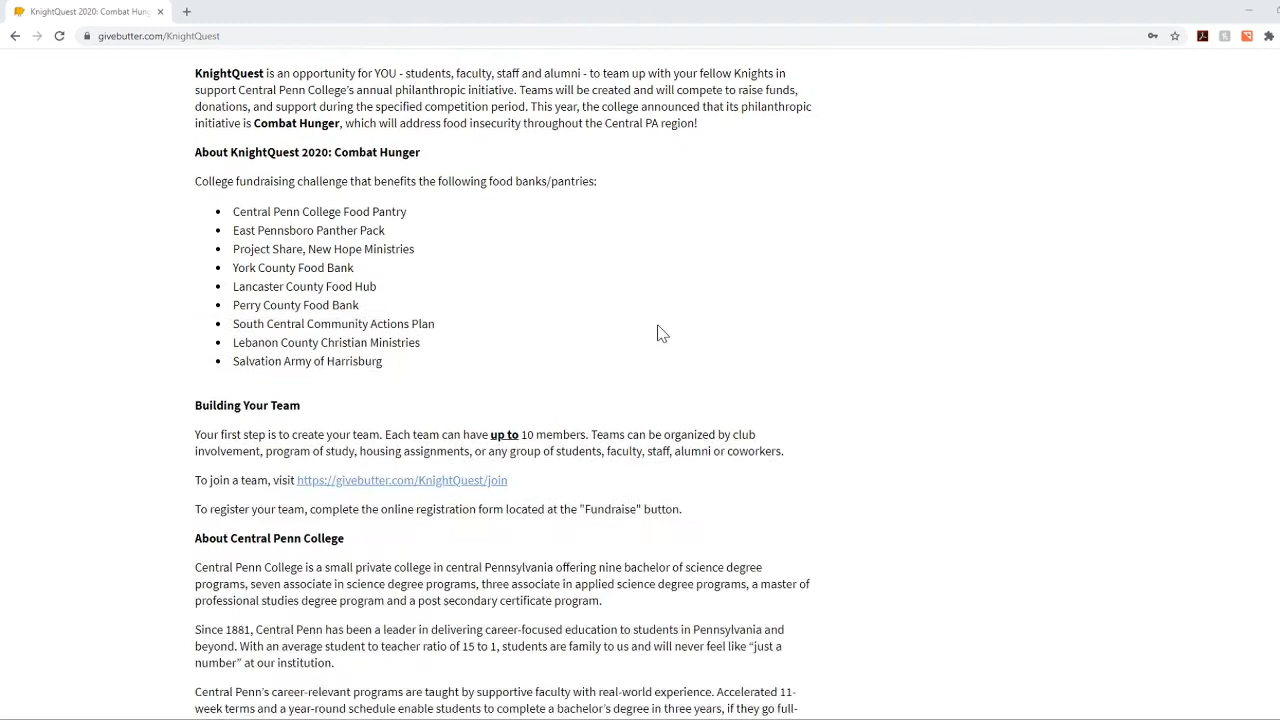 KnightQuest 2020: Combat Hung
givebutter.com/KnightQuest
KnightQuest is an opportunity for YOU - students, faculty, staff and alumni - to team up with your fellow Knights in
support Central Penn College's annual philanthropic initiative. Teams will be created and will compete to raise funds,
donations, and support during the specified competition period. This year, the college announced that its philanthropic
initiative is Combat Hunger, which will address food insecurity throughout the Central PA region!
About KnightQuest 2020: Combat Hunger
College fundraising challenge that benefits the following food banks/pantries:
• Central Penn College Food Pantry
• East Pennsboro Panther Pack
• Project Share, New Hope Ministries
• York County Food Bank
• Lancaster County Food Hub
• Perry County Food Bank
• South Central Community Actions Plan
• Lebanon County Christian Ministries
• Salvation Army of Harrisburg
Building Your Team
Your first step is to create your team. Each team can have up to 10 members. Teams can be organized by club
involvement, program of study, housing assignments, or any group of students, faculty, staff, alumni or coworkers.
To join a team, visit https://givebutter.com/KnightQuest/join
To register your team, complete the online registration form located at the "Fundraise" button.
About Central Penn College
Central Penn College is a small private college in central Pennsylvania offering nine bachelor of science degree
programs, seven associate in science degree programs, three associate in applied science degree programs, a master of
professional studies degree program and a post secondary certificate program.
Since 1881, Central Penn has been a leader in delivering career-focused education to students in Pennsylvania and
beyond. With an average student to teacher ratio of 15 to 1, students are family to us and will never feel like “just a
number” at our institution.
Central Penn's career-relevant programs are taught by supportive faculty with real-world experience. Accelerated 11-
week terms and a year-round schedule enable students to complete a bachelor's degree in three years, if they go full-